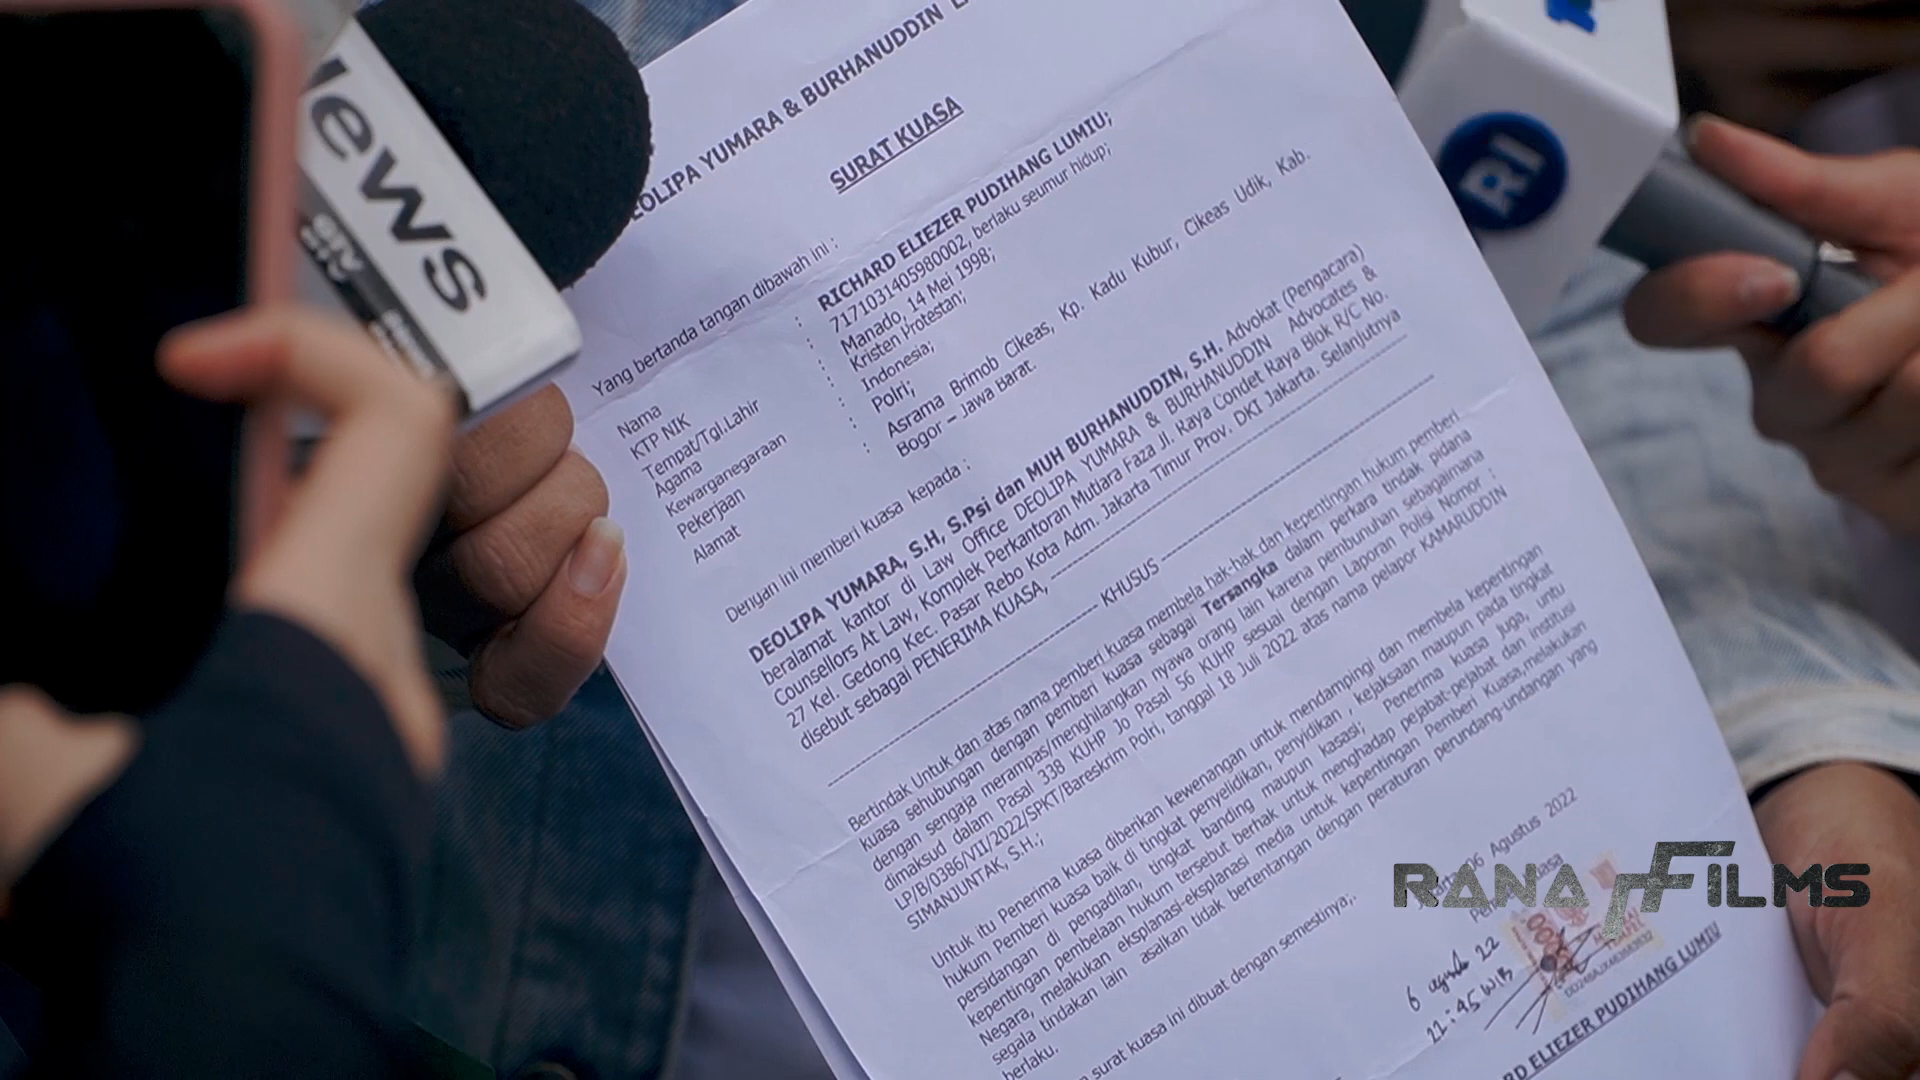 News
GTV
RI
DEOLIPA YUMARA & BURHANUDDIN
SURAT KUASA
Yang bertanda tangan dibawah ini :
Nama : RICHARD ELIEZER PUDIHANG LUMIU;
KTP NIK : 7171031405980002, berlaku seumur hidup;
Tempat/Tgl.Lahir : Manado, 14 Mei 1998;
Agama : Kristen Protestan;
Kewarganegaraan : Indonesia;
Pekerjaan : Polri;
Alamat : Asrama Brimob Cikeas, Kp. Kadu Kubur, Cikeas Udik, Kab.
Bogor – Jawa Barat.
Dengan ini memberi kuasa kepada :
DEOLIPA YUMARA, S.H, S.Psi dan MUH BURHANUDDIN, S.H. Advokat (Pengacara)
beralamat kantor di Law Office DEOLIPA YUMARA & BURHANUDDIN Advocates &
Counsellors At Law, Komplek Perkantoran Mutiara Faza Jl. Raya Condet Raya Blok R/C No.
27 Kel. Gedong Kec. Pasar Rebo Kota Adm. Jakarta Timur Prov. DKI Jakarta. Selanjutnya
disebut sebagai PENERIMA KUASA,
KHUSUS
Bertindak Untuk dan atas nama pemberi kuasa membela hak-hak dan kepentingan hukum pemberi
kuasa sehubungan dengan pemberi kuasa sebagai Tersangka dalam perkara tindak pidana
dengan sengaja merampas/menghilangkan nyawa orang lain karena pembunuhan sebagaimana
dimaksud dalam Pasal 338 KUHP Jo Pasal 56 KUHP sesuai dengan Laporan Polisi Nomor :
LP/B/0386/VII/2022/SPKT/Bareskrim Polri, tanggal 18 Juli 2022 atas nama pelapor KAMARUDDIN
SIMANJUNTAK, S.H.;
Untuk itu Penerima kuasa diberikan kewenangan untuk mendampingi dan membela kepentingan
hukum Pemberi kuasa baik di tingkat penyelidikan, penyidikan , kejaksaan maupun pada tingkat
persidangan di pengadilan, tingkat banding maupun kasasi; Penerima kuasa juga, untu
kepentingan pembelaan hukum tersebut berhak untuk menghadap pejabat-pejabat dan institusi
Negara, melakukan eksplanasi-eksplanasi media untuk kepentingan Pemberi Kuasa,melakukan
segala tindakan lain asalkan tidak bertentangan dengan peraturan perundang-undangan yang
berlaku.
surat kuasa ini dibuat dengan semestinya,.
06 Agustus 2022
6 agustus 22
22:45 WIB
RD ELIEZER PUDIHANG LUMIU
RANA FILMS